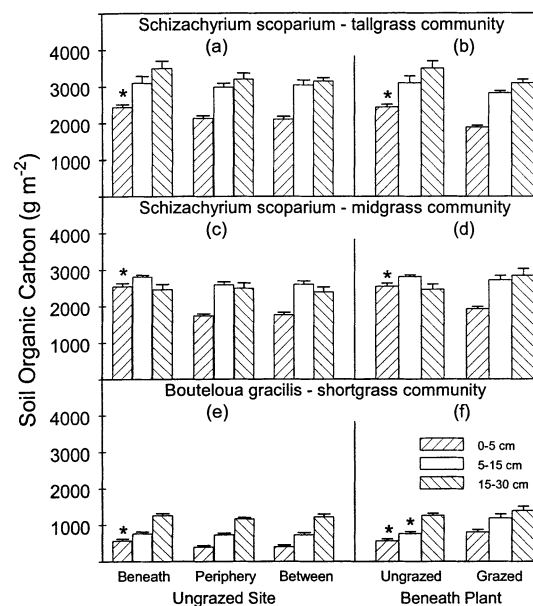 Schizachyrium scoparium - tallgrass community
(a) (b)
4000
*
*
3000
2000
1000
Schizachyrium scoparium - midgrass community
(c) (d)
4000
3000
*
*
2000
1000
Bouteloua gracilis - shortgrass community
(e) (f)
4000
3000
2000
1000
*
* *
0-5 cm
5-15 cm
15-30 cm
Soil Organic Carbon (g m-2)
Beneath Periphery Between Ungrazed Grazed
Ungrazed Site Beneath Plant